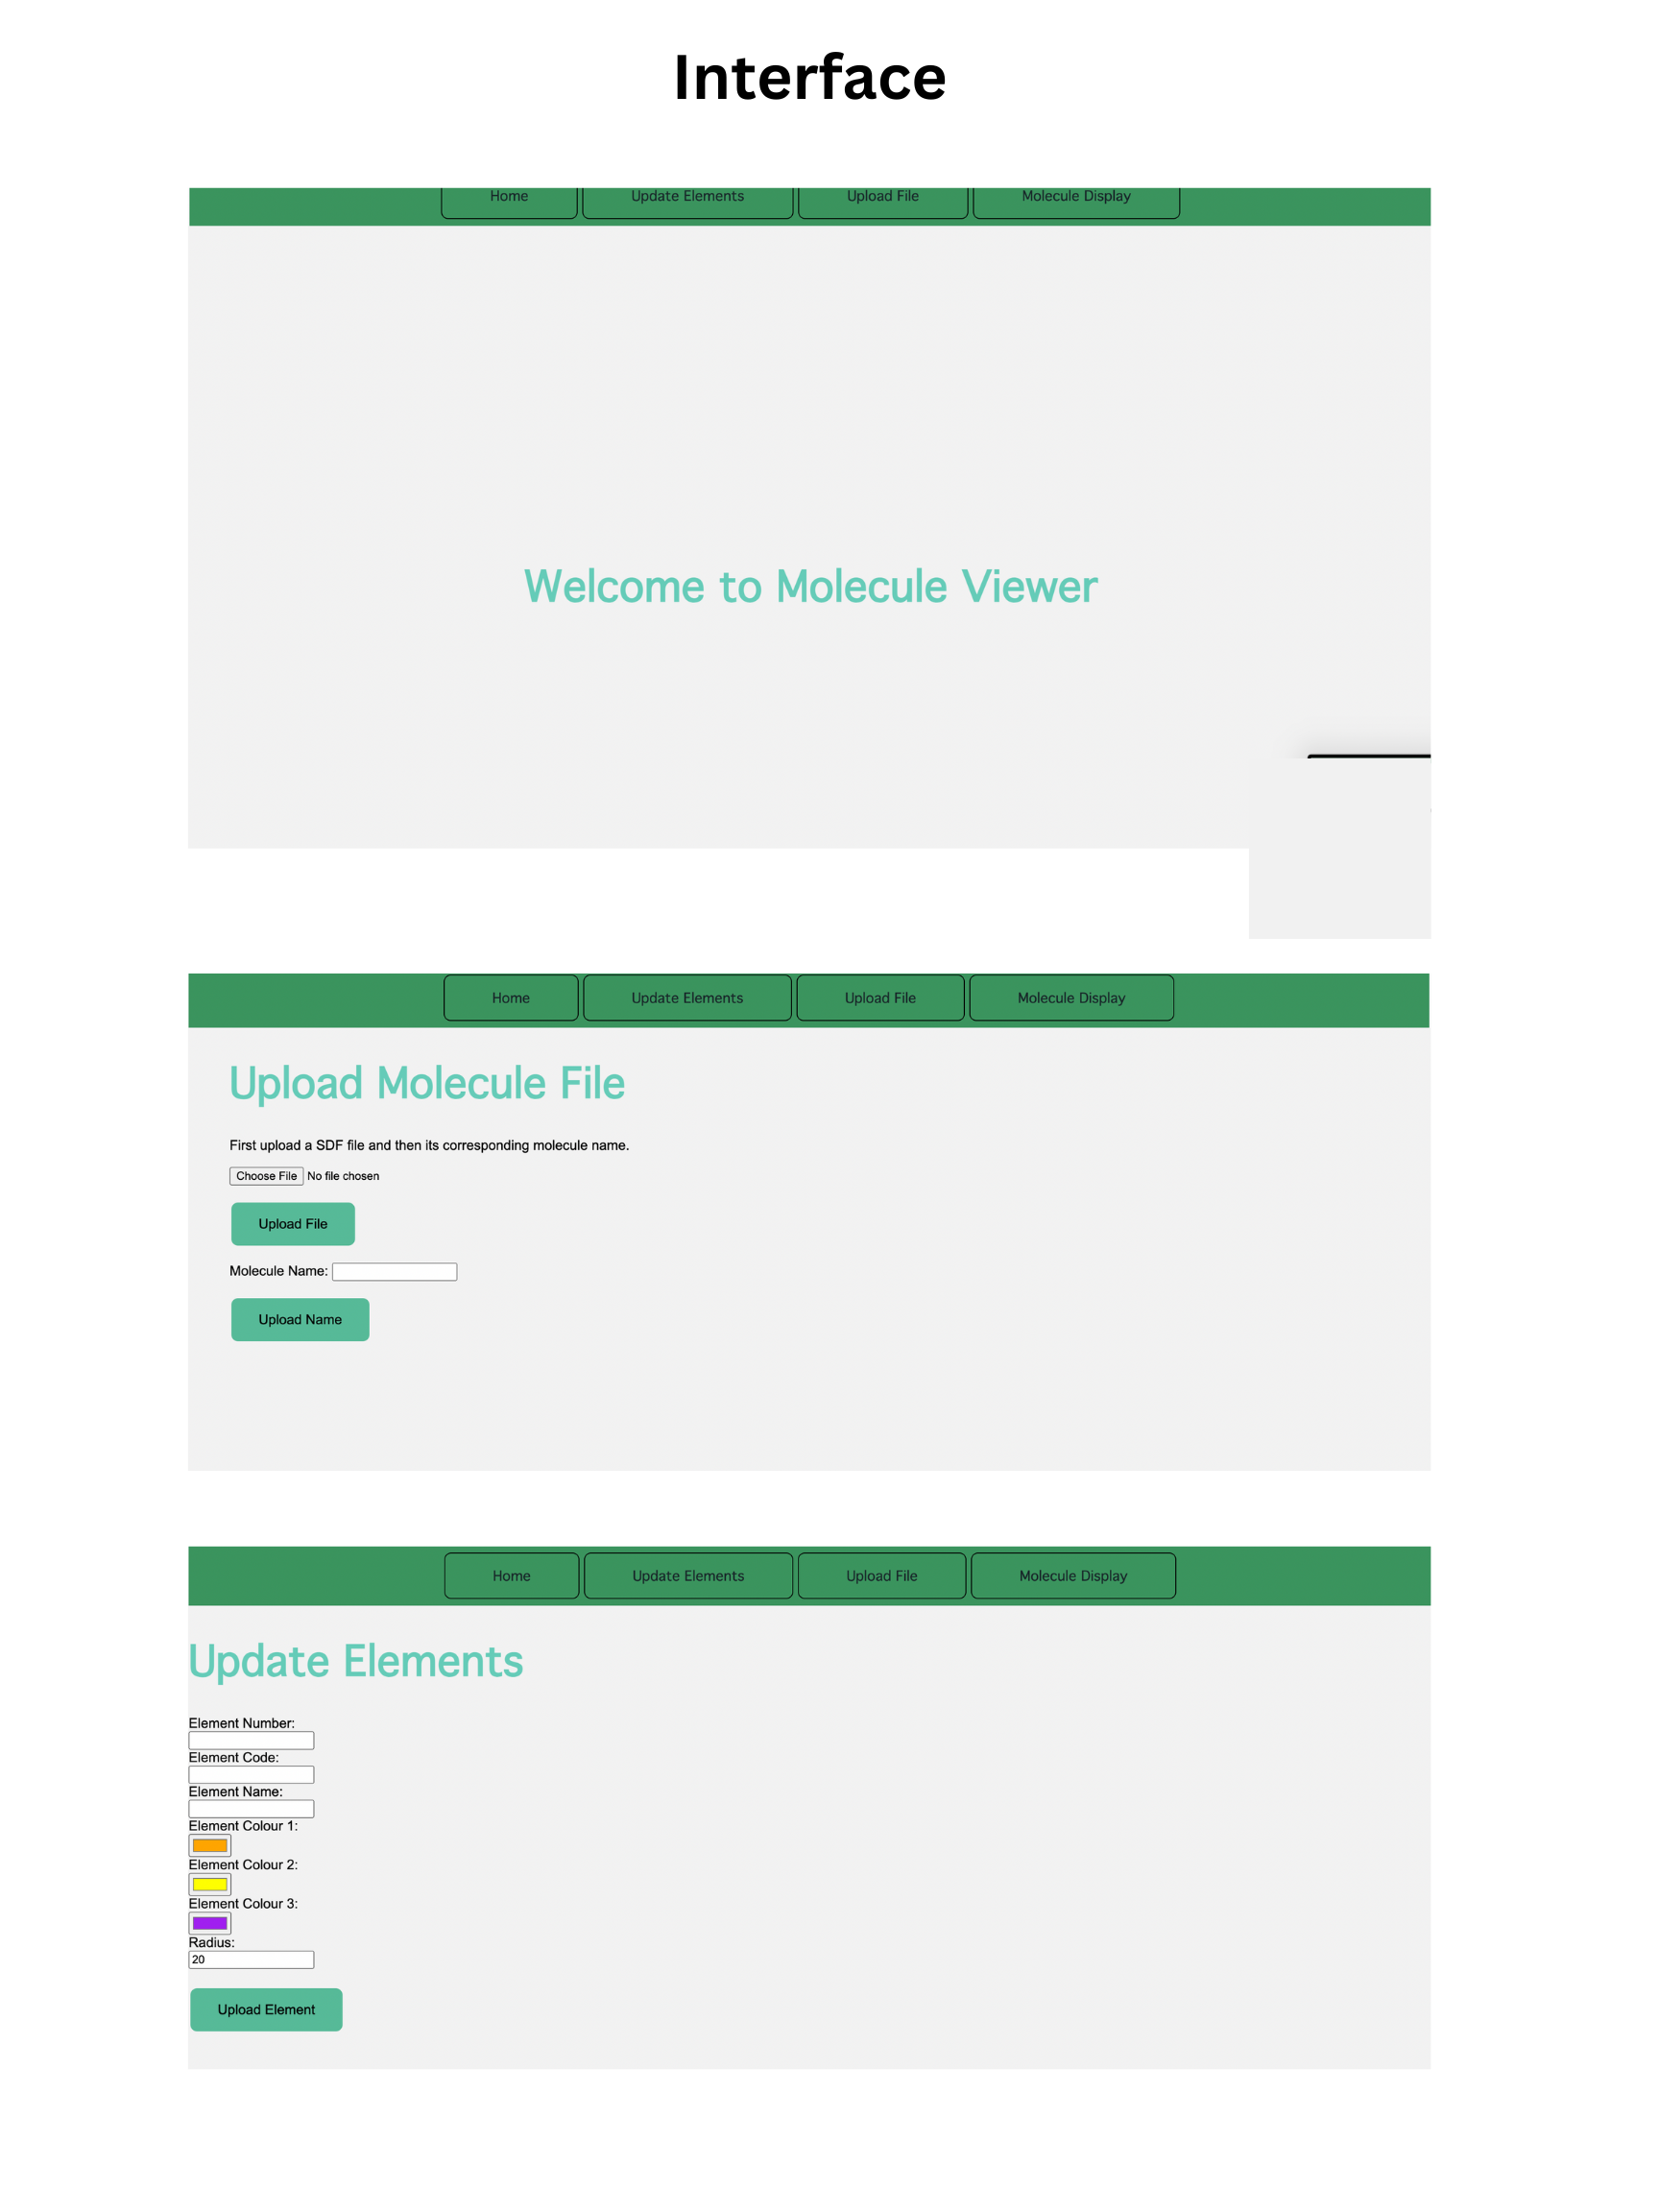 Interface
Home Update Elements Upload File Molecule Display
Welcome to Molecule Viewer
Home Update Elements Upload File Molecule Display
Upload Molecule File
First upload a SDF file and then its corresponding molecule name.
Choose File No file chosen
Upload File
Molecule Name:
Upload Name
Home Update Elements Upload File Molecule Display
Update Elements
Element Number:
Element Code:
Element Name:
Element Colour 1:
Element Colour 2:
Element Colour 3:
Radius:
20
Upload Element